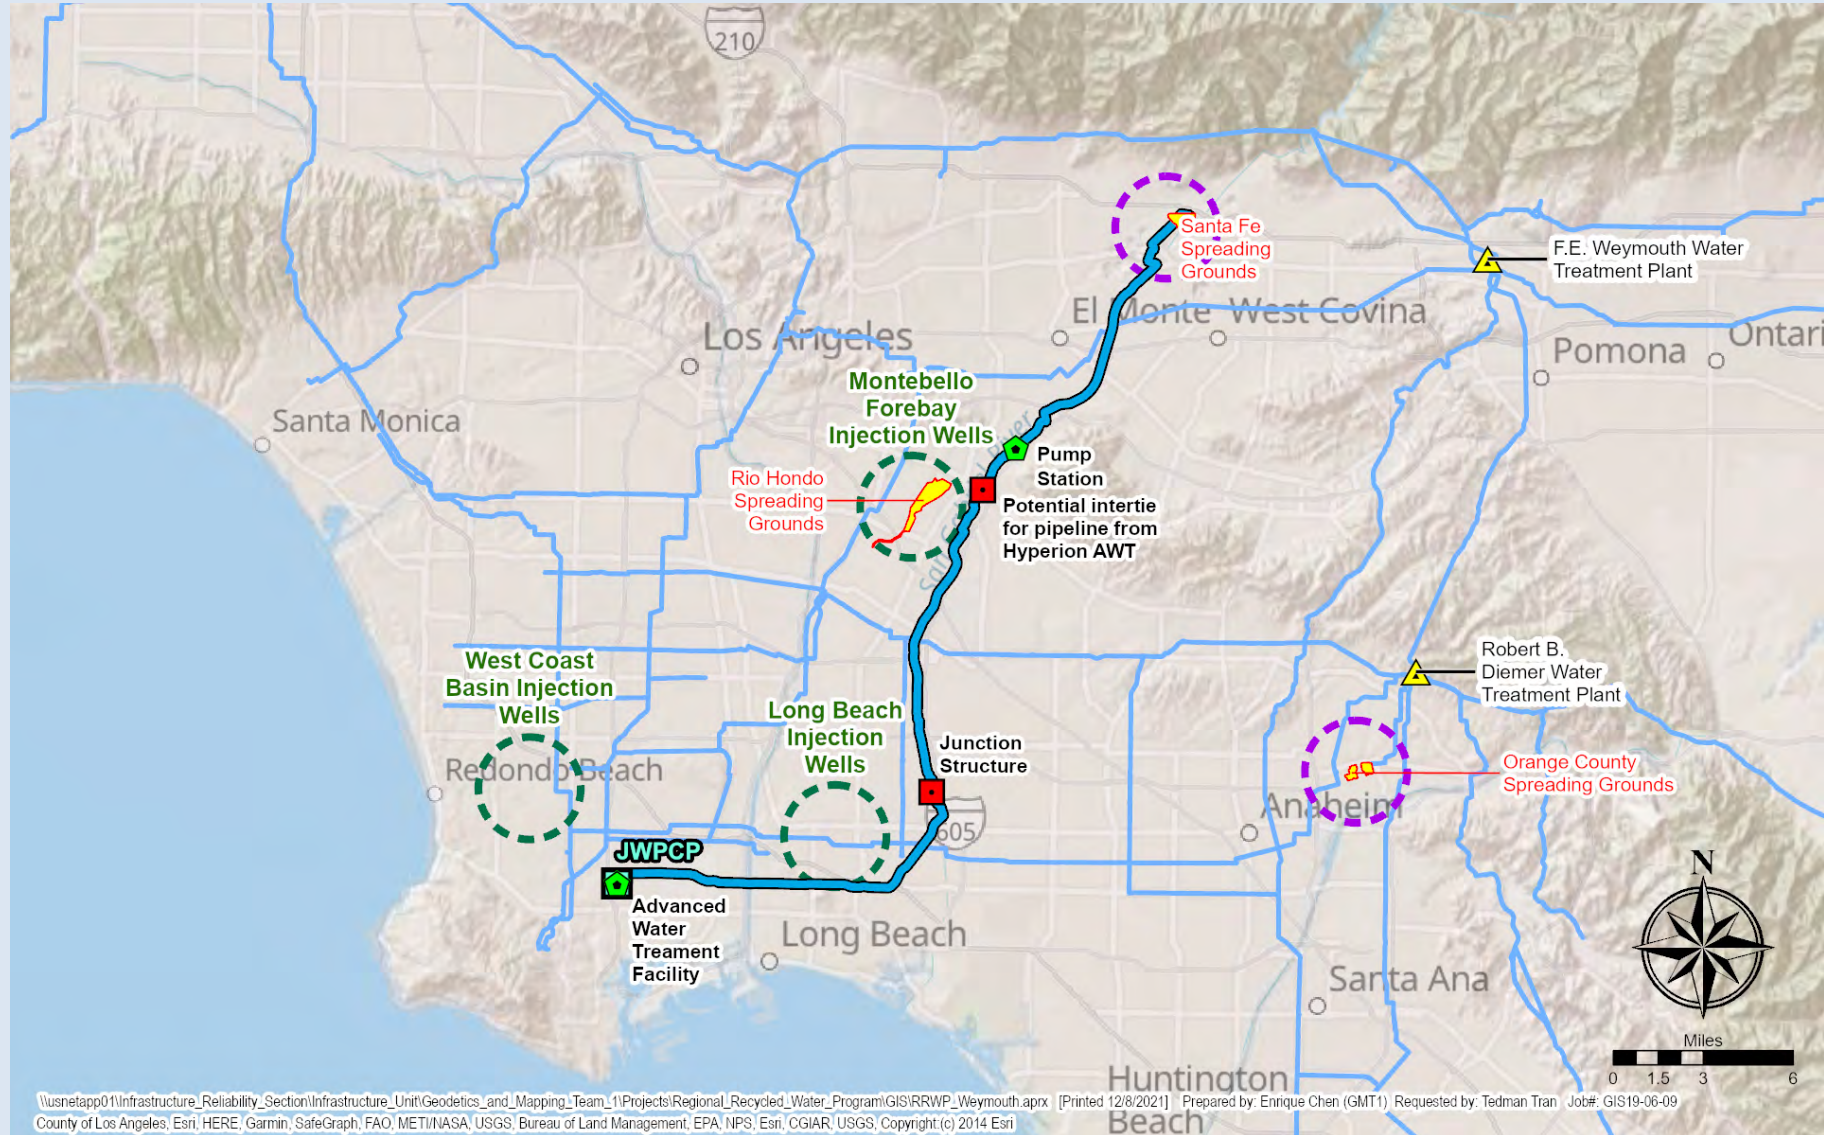 210
Santa Fe
Spreading
Grounds
F.E. Weymouth Water
Treatment Plant
El Monte
West Covina
Los Angeles
Pomona
Montebello
Forebay
Injection Wells
Santa Monica
Pump
Station
Rio Hondo
Spreading
Grounds
Potential intertie
for pipeline from
Hyperion AWT
West Coast
Basin Injection
Wells
Robert B.
Diemer Water
Treatment Plant
Long Beach
Injection
Wells
Junction
Structure
Redondo Beach
Orange County
Spreading Grounds
Anaheim
605
JWPCP
Advanced
Water
Treament
Facility
Long Beach
N
Santa Ana
Miles
0 1.5 3 6
Huntington
Beach
\\usnetapp01\Infrastructure_Reliability_Section\Infrastructure_Unit\Geodetics_and_Mapping_Team_1\Projects\Regional_Recycled_Water_Program\GIS\RRWP_Weymouth.aprx [Printed 12/8/2021] Prepared by: Enrique Chen (GMT1) Requested by: Tedman Tran Job#: GIS19-06-09
County of Los Angeles, Esri, HERE, Garmin, SafeGraph, FAO, METI/NASA, USGS, Bureau of Land Management, EPA, NPS, Esri, CGIAR, USGS, Copyright:(c) 2014 Esri